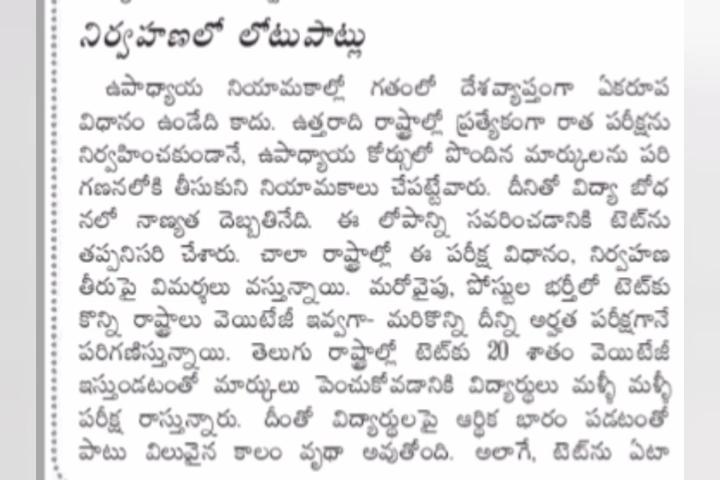 నిర్వహణలో లోటుపాట్లు
ఉపాధ్యాయ నియామకాల్లో గతంలో దేశవ్యాప్తంగా ఏకరూప
విధానం ఉండేది కాదు. ఉత్తరాది రాష్ట్రాల్లో ప్రత్యేకంగా రాత పరీక్షను
నిర్వహించకుండానే, ఉపాధ్యాయ కోర్సులో పొందిన మార్కులను పరి
గణనలోకి తీసుకుని నియామకాలు చేపట్టేవారు. దీనితో విద్యా బోధ
నలో నాణ్యత దెబ్బతినేది. ఈ లోపాన్ని సవరించడానికి టెట్‌ను
తప్పనిసరి చేశారు. చాలా రాష్ట్రాల్లో ఈ పరీక్ష విధానం, నిర్వహణ
తీరుపై విమర్శలు వస్తున్నాయి. మరోవైపు, పోస్టుల భర్తీలో టెట్‌కు
కొన్ని రాష్ట్రాలు వెయిటేజీ ఇవ్వగా- మరికొన్ని దీన్ని అర్హత పరీక్షగానే
పరిగణిస్తున్నాయి. తెలుగు రాష్ట్రాల్లో టెట్‌కు 20 శాతం వెయిటేజీ
ఇస్తుండటంతో మార్కులు పెంచుకోవడానికి విద్యార్థులు మళ్ళీ మళ్ళీ
పరీక్ష రాస్తున్నారు. దీంతో విద్యార్థులపై ఆర్థిక భారం పడటంతో
పాటు విలువైన కాలం వృథా అవుతోంది. అలాగే, టెట్‌ను ఏటా